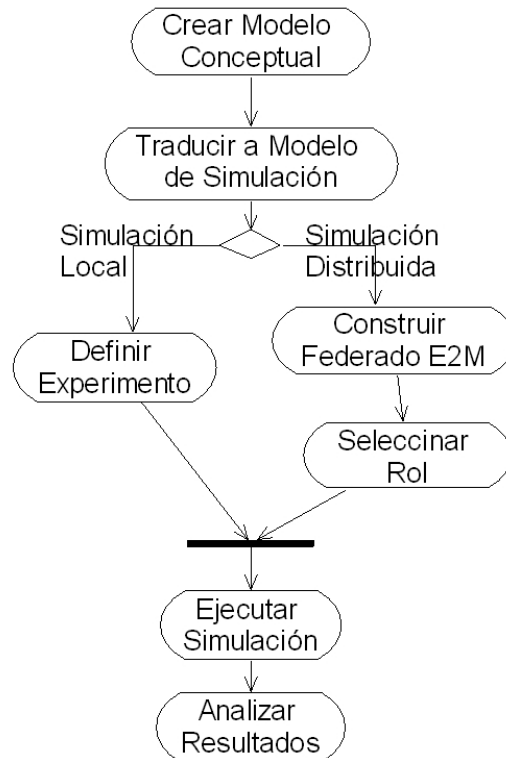 Crear Modelo
Conceptual
Traducir a Modelo
de Simulación
Simulación
Local
Simulación
Distribuida
Definir
Experimento
Construir
Federado E2M
Seleccinar
Rol
Ejecutar
Simulación
Analizar
Resultados